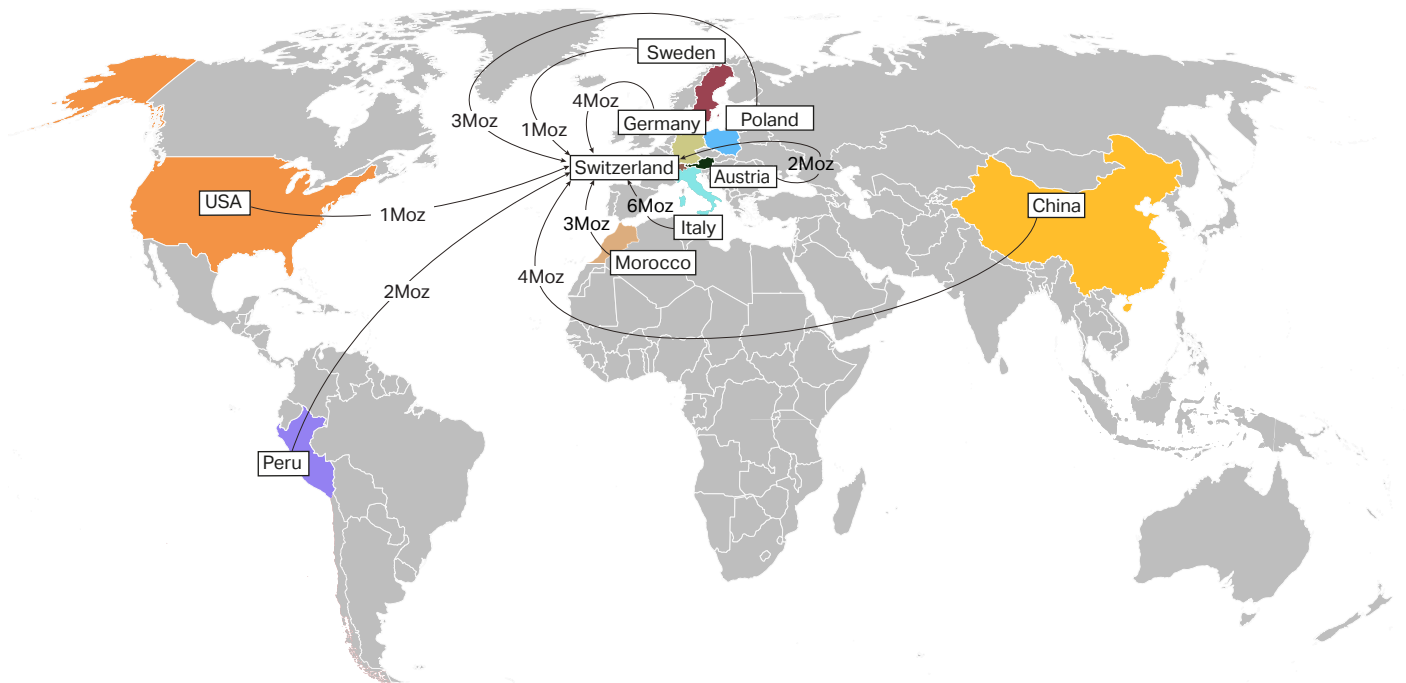 Sweden
4Moz
3Moz
Germany
Poland
1Moz
2Moz
Switzerland
Austria
USA
6Moz
China
1Moz
3Moz
Italy
Morocco
4Moz
2Moz
Peru